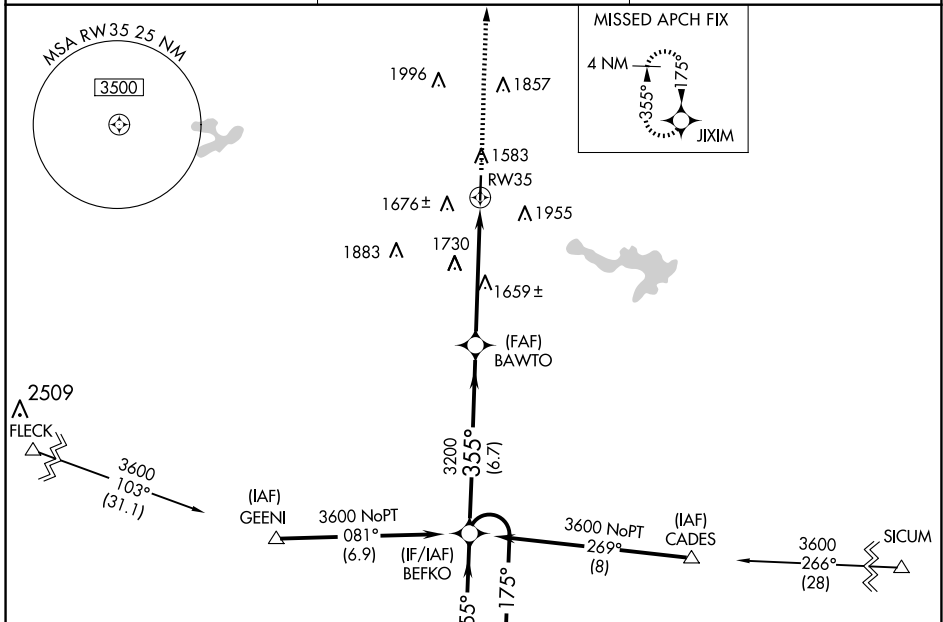 MSA RW35 25 NM
3500
MISSED APCH FIX
4 NM
355°
175°
JIXIM
1996
1857
1583
RW35
1676±
1955
1883
1730
1659±
(FAF)
BAWTO
2509
FLECK
3600
103°
(31.1)
3200
355°
(6.7)
(IAF)
GEENI
3600 NoPT
081°
(6.9)
(IF/IAF)
BEFKO
3600 NoPT
269°
(8)
(IAF)
CADES
3600
266°
(28)
SICUM
55°
175°